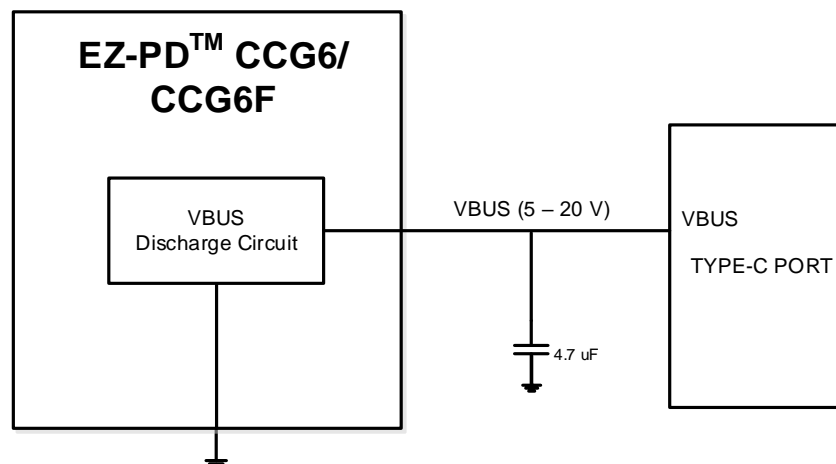 EZ-PD™ CCG6/
CCG6F
VBUS
Discharge Circuit
VBUS (5 – 20 V)
VBUS
TYPE-C PORT
4.7 uF